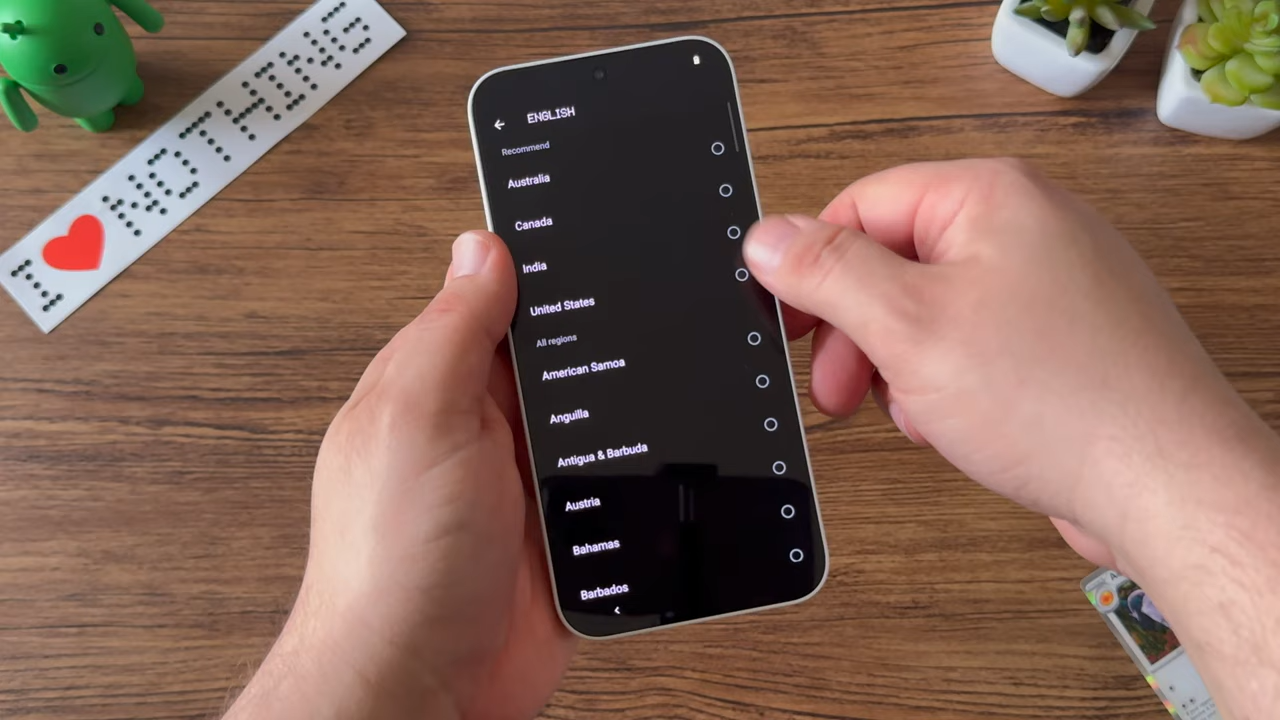 I ❤ NOTHING
ENGLISH
Recommend
Australia
Canada
India
United States
All regions
American Samoa
Anguilla
Antigua & Barbuda
Austria
Bahamas
Barbados